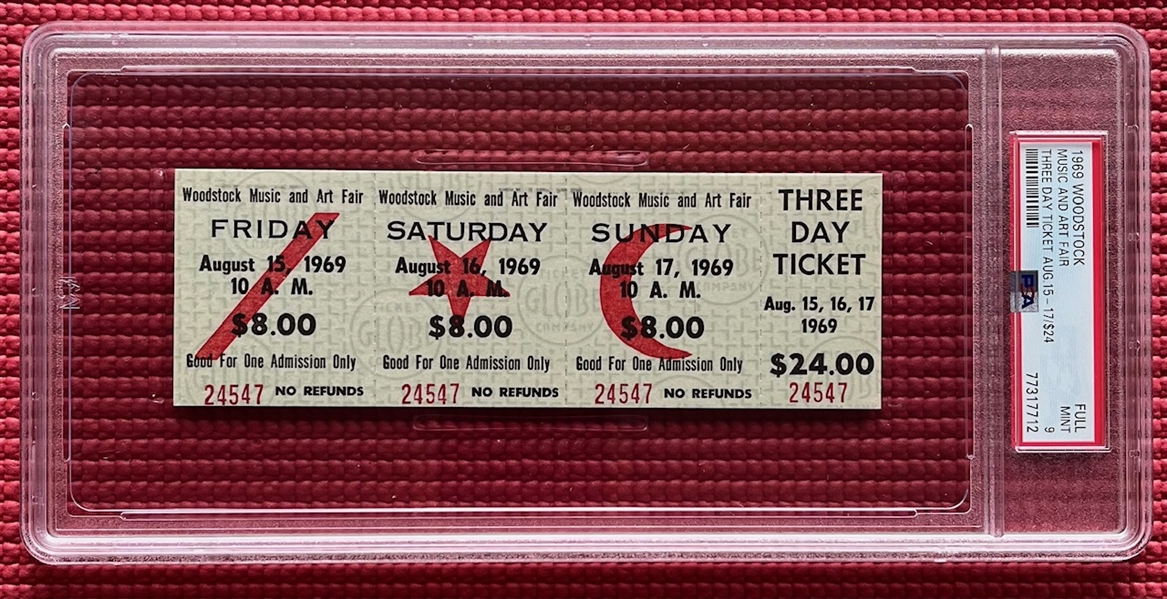 Woodstock Music and Art Fair
FRIDAY
August 15, 1969
10 A. M.
$8.00
Good For One Admission Only
24547 NO REFUNDS
Woodstock Music and Art Fair
SATURDAY
August 16, 1969
10 A. M.
$8.00
Good For One Admission Only
24547 NO REFUNDS
Woodstock Music and Art Fair
SUNDAY
August 17, 1969
10 A. M.
$8.00
Good For One Admission Only
24547 NO REFUNDS
THREE
DAY
TICKET
Aug. 15, 16, 17
1969
$24.00
24547
GLOBE
TICKET
COMPANY
1969 WOODSTOCK
MUSIC AND ART FAIR
THREE DAY TICKET AUG.15 - 17/$24
FULL
MINT
9
77317712
PSA